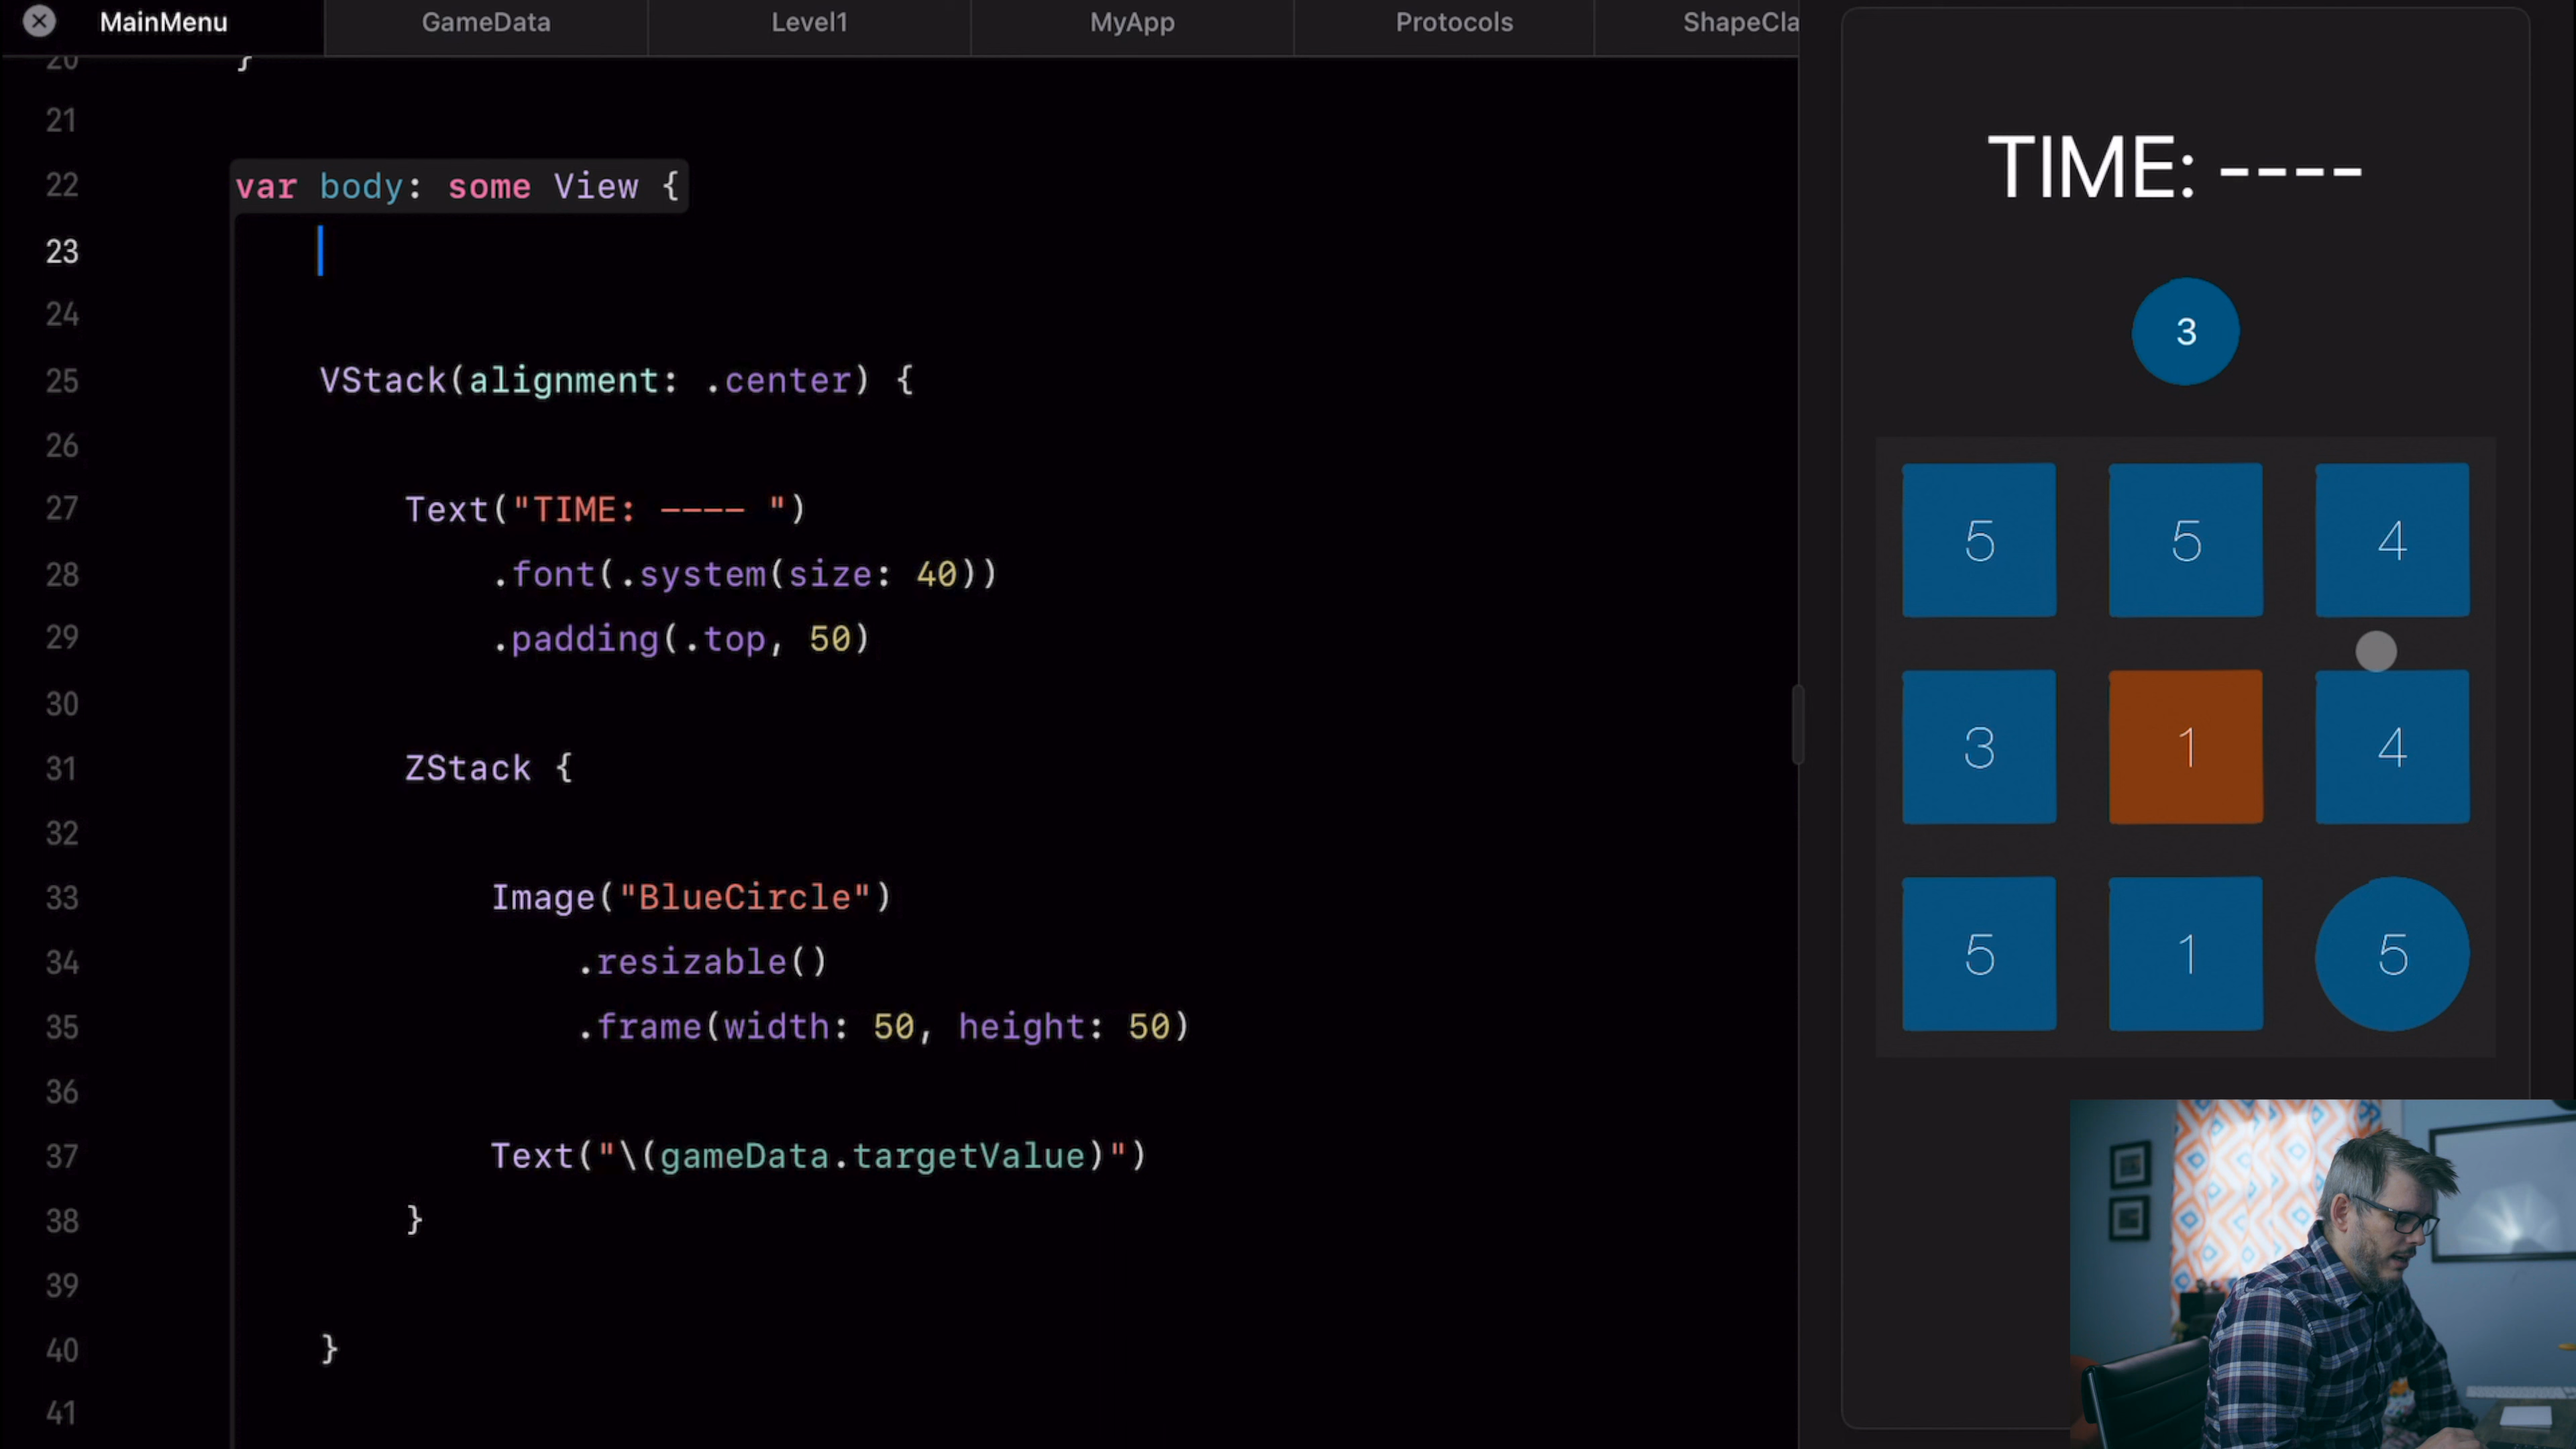 MainMenu
GameData
Level1
MyApp
Protocols
ShapeCla
20 }
21
22 var body: some View {
23
24
25 VStack(alignment: .center) {
26
27 Text("TIME: ---- ")
28 .font(.system(size: 40))
29 .padding(.top, 50)
30
31 ZStack {
32
33 Image("BlueCircle")
34 .resizable()
35 .frame(width: 50, height: 50)
36
37 Text("\(gameData.targetValue)")
38 }
39
40 }
41
TIME: ----
3
5 5 4
3 1 4
5 1 5